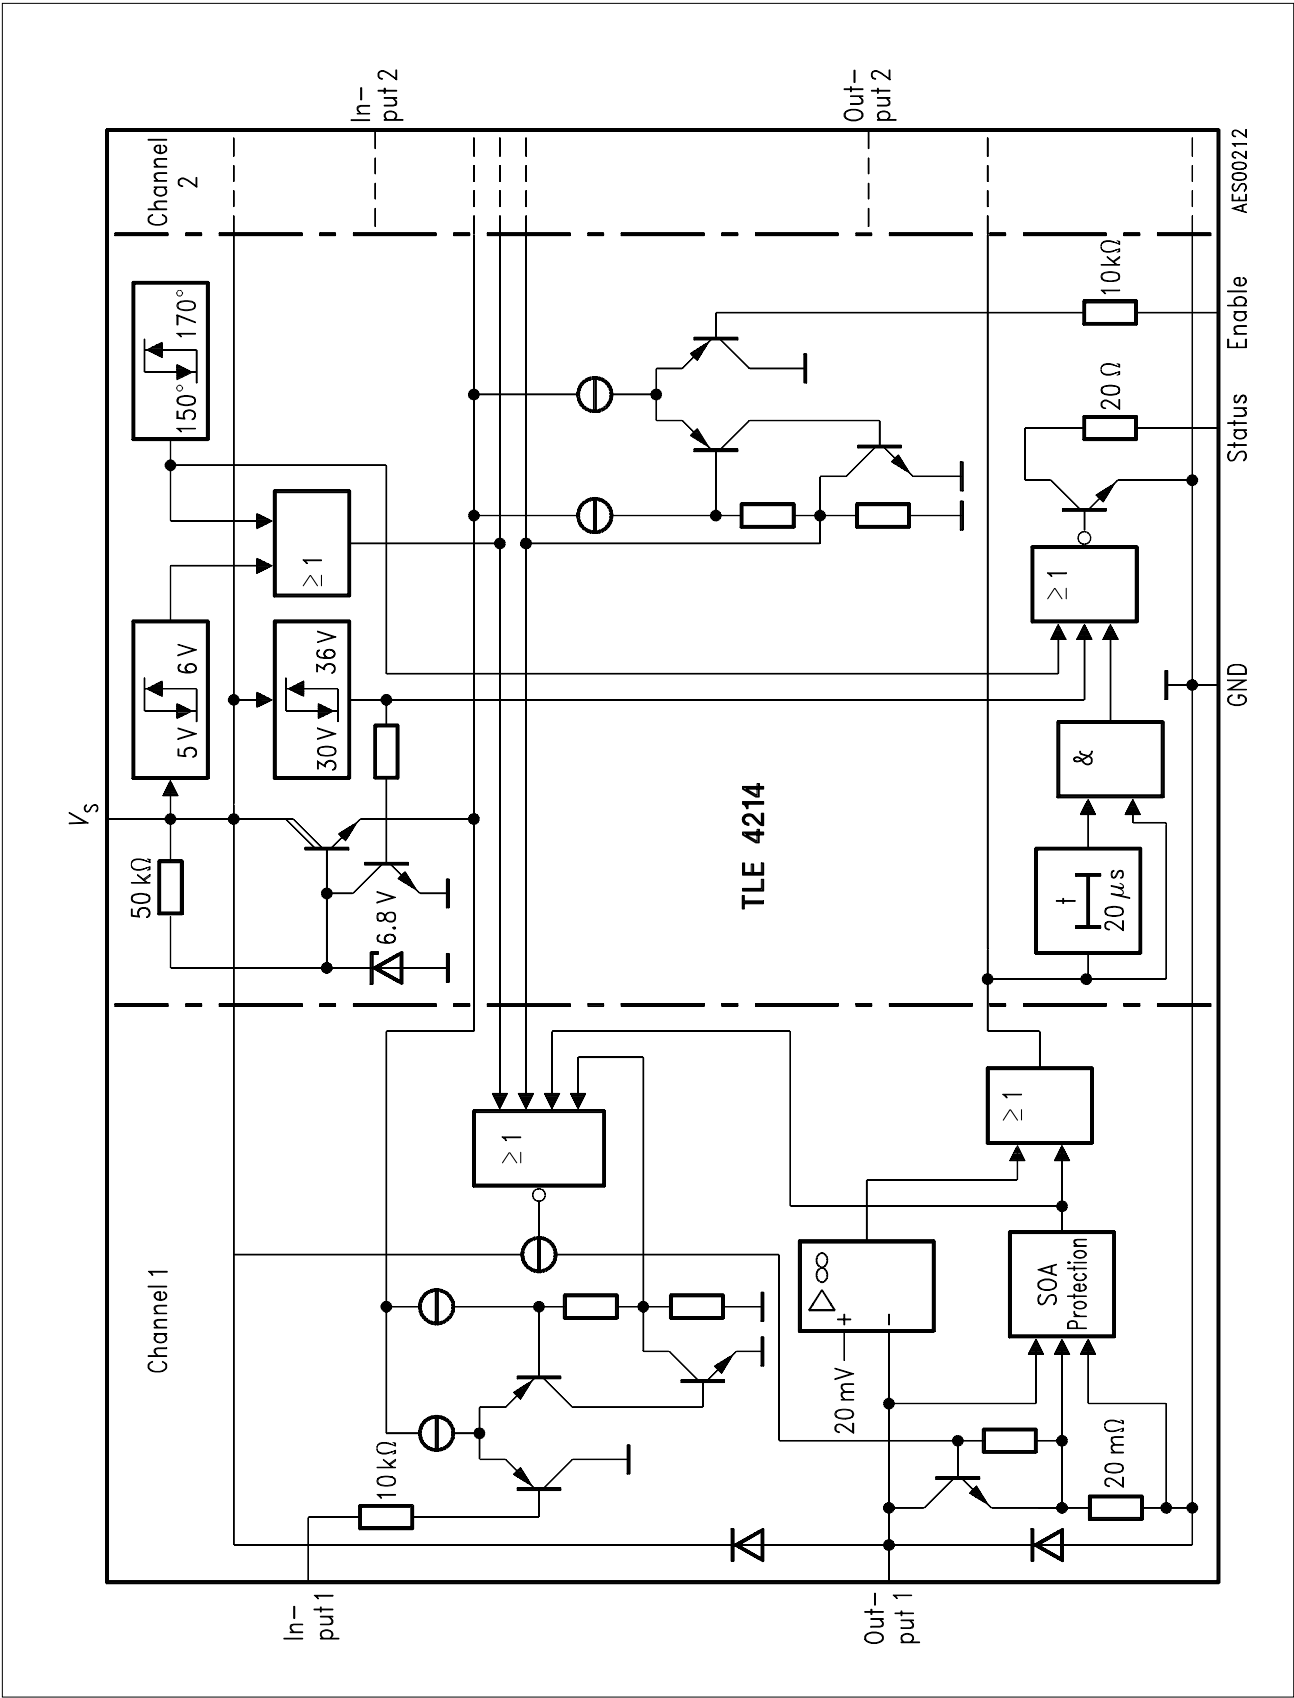 In-
put 2
Out-
put 2
Channel
2
AES00212
150° 170°
10 kΩ
Enable
20 Ω
Status
≥ 1
≥ 1
5 V 6 V
30 V 36 V
GND
&
V
S
50 kΩ
6.8 V
TLE 4214
t
20 µs
≥ 1
≥ 1
Channel 1
▷ ∞
+
-
20 mV
SOA
Protection
10 kΩ
20 mΩ
In-
put 1
Out-
put 1